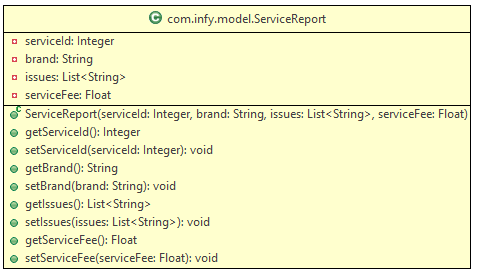 com.infy.model.ServiceReport
serviceId: Integer
brand: String
issues: List<String>
serviceFee: Float
ServiceReport(serviceId: Integer, brand: String, issues: List<String>, serviceFee: Float)
getServiceId(): Integer
setServiceId(serviceId: Integer): void
getBrand(): String
setBrand(brand: String): void
getIssues(): List<String>
setIssues(issues: List<String>): void
getServiceFee(): Float
setServiceFee(serviceFee: Float): void